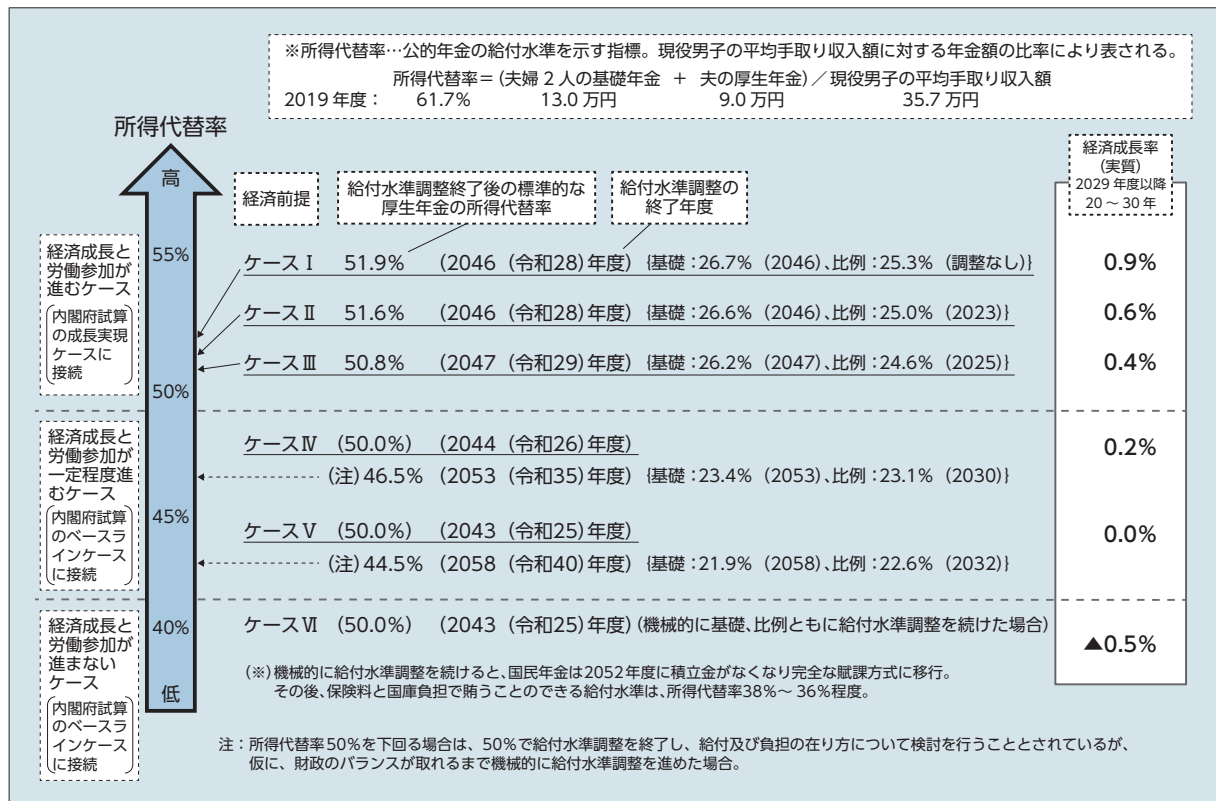 ※所得代替率…公的年金の給付水準を示す指標。現役男子の平均手取り収入額に対する年金額の比率により表される。
所得代替率＝(夫婦２人の基礎年金 ＋ 夫の厚生年金)／現役男子の平均手取り収入額
2019年度： 61.7% 13.0万円 9.0万円 35.7万円
所得代替率
高
55%
50%
45%
40%
低
経済前提
給付水準調整終了後の標準的な
厚生年金の所得代替率
給付水準調整の
終了年度
経済成長率
(実質)
2029年度以降
20～30年
経済成長と
労働参加が
進むケース
内閣府試算
の成長実現
ケースに
接続
ケースⅠ 51.9% (2046(令和28)年度) {基礎：26.7%(2046)、比例：25.3%(調整なし)} 0.9%
ケースⅡ 51.6% (2046(令和28)年度) {基礎：26.6%(2046)、比例：25.0%(2023)} 0.6%
ケースⅢ 50.8% (2047(令和29)年度) {基礎：26.2%(2047)、比例：24.6%(2025)} 0.4%
経済成長と
労働参加が
一定程度進
むケース
内閣府試算
のベースラ
インケース
に接続
ケースⅣ (50.0%) (2044(令和26)年度) 0.2%
(注)46.5% (2053(令和35)年度) {基礎：23.4%(2053)、比例：23.1%(2030)}
ケースⅤ (50.0%) (2043(令和25)年度) 0.0%
(注)44.5% (2058(令和40)年度) {基礎：21.9%(2058)、比例：22.6%(2032)}
経済成長と
労働参加が
進まない
ケース
内閣府試算
のベースラ
インケース
に接続
ケースⅥ (50.0%) (2043(令和25)年度)(機械的に基礎、比例ともに給付水準調整を続けた場合) ▲0.5%
(※)機械的に給付水準調整を続けると、国民年金は2052年度に積立金がなくなり完全な賦課方式に移行。
その後、保険料と国庫負担で賄うことのできる給付水準は、所得代替率38%～36%程度。
注：所得代替率50%を下回る場合は、50%で給付水準調整を終了し、給付及び負担の在り方について検討を行うこととされているが、
仮に、財政のバランスが取れるまで機械的に給付水準調整を進めた場合。